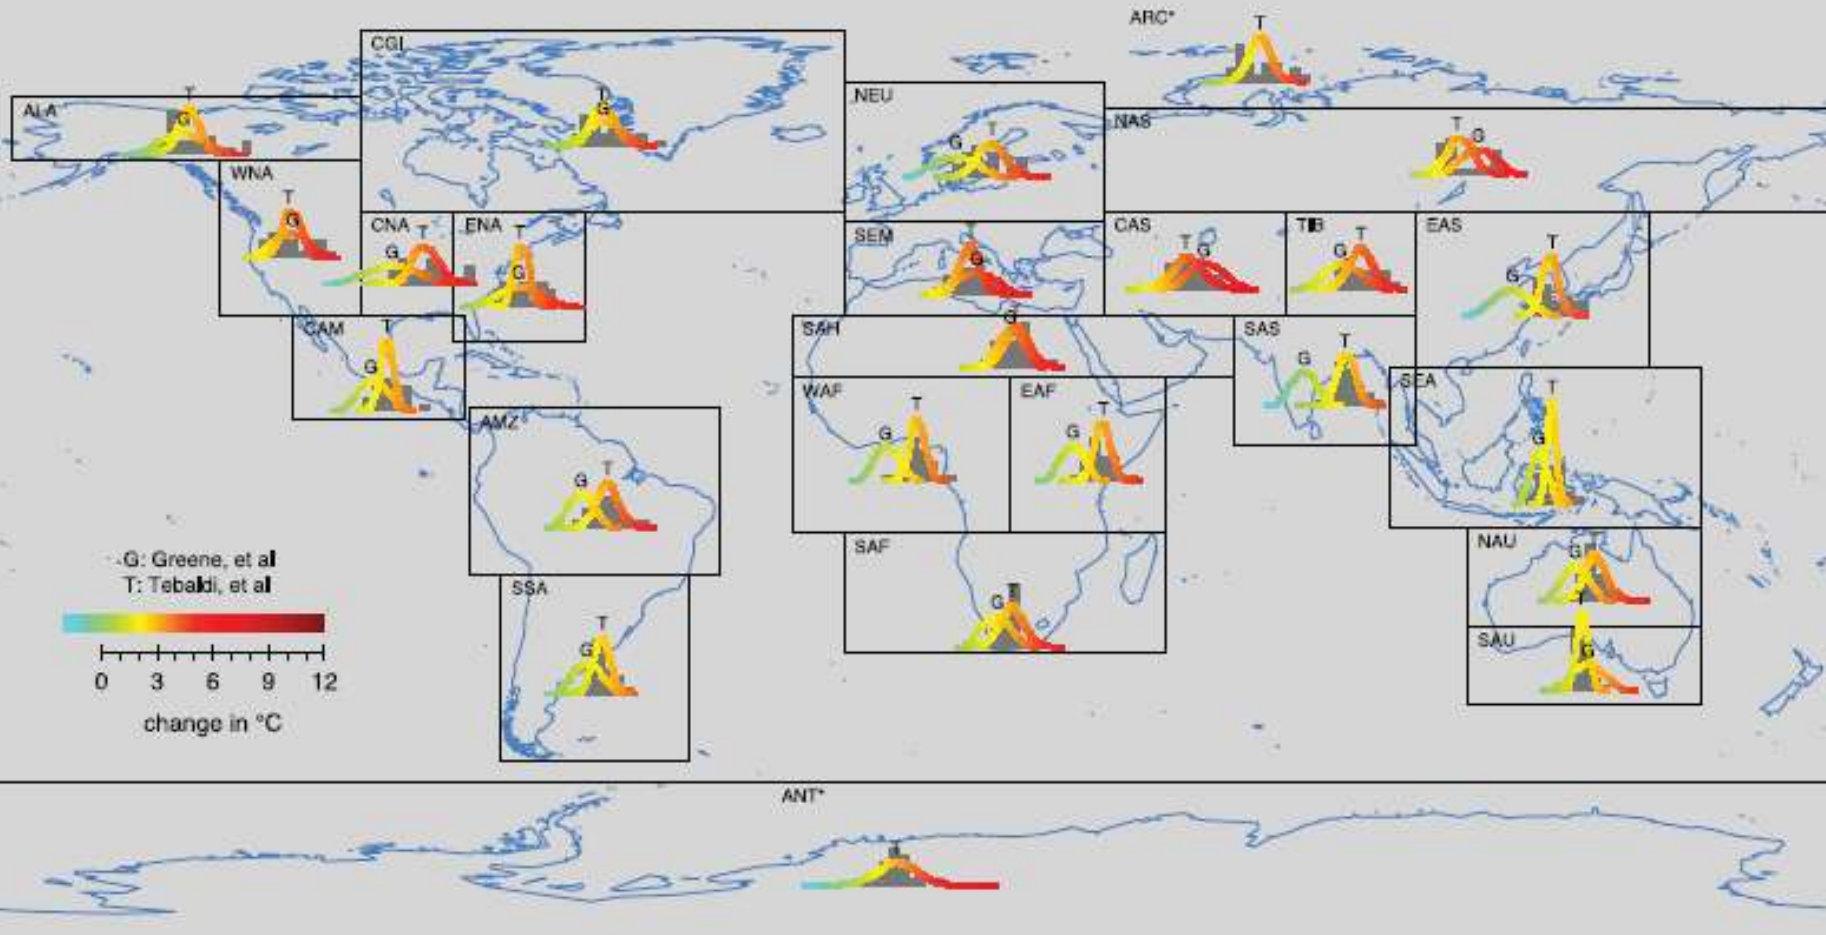 ARC*
T
CGI
T
G
ALA
T
G
NEU
G
T
NAS
T
G
WNA
T
G
CNA
T
G
ENA
T
G
SEM
T
G
CAS
T
G
TIB
G
T
EAS
T
G
CAM
T
G
SAH
G
SAS
T
G
SEA
T
G
WAF
T
G
EAF
T
G
AMZ
T
G
SAF
T
G
NAU
G
T
SSA
T
G
SAU
T
G
G: Greene, et al
T: Tebaldi, et al
0 3 6 9 12
change in °C
ANT*
T